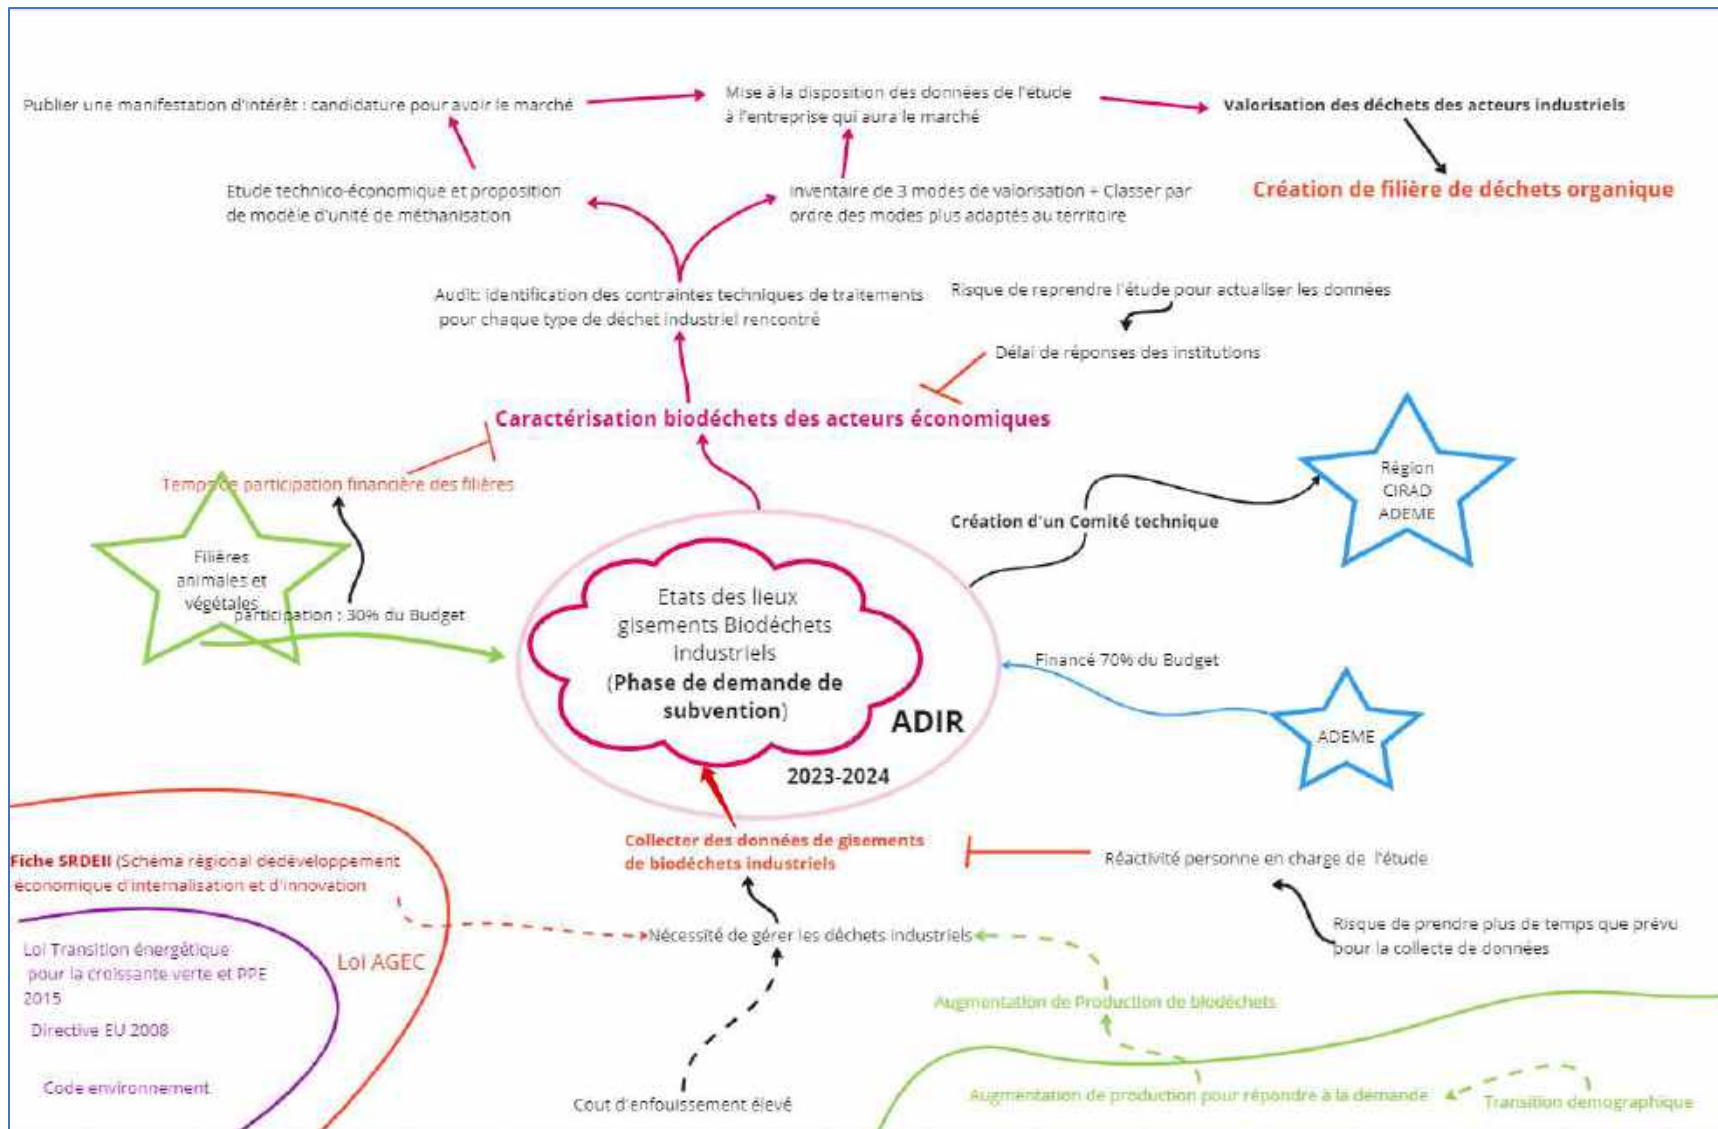 Publier une manifestation d'intérêt : candidature pour avoir le marché
Mise à la disposition des données de l'étude
à l'entreprise qui aura le marché
Valorisation des déchets des acteurs industriels
Création de filière de déchets organique
Etude technico-économique et proposition
de modèle d'unité de méthanisation
Inventaire de 3 modes de valorisation + Classer par
ordre des modes plus adaptés au territoire
Audit: identification des contraintes techniques de traitements
pour chaque type de déchet industriel rencontré
Risque de reprendre l'étude pour actualiser les données
Délai de réponses des institutions
Caractérisation biodéchets des acteurs économiques
Temps de participation financière des filières
Filières
animales et
végétales
participation : 30% du Budget
Création d'un Comité technique
Région
CIRAD
ADEME
Etats des lieux
gisements Biodéchets
industriels
(Phase de demande de
subvention)
ADIR
2023-2024
Financé 70% du Budget
ADEME
Collecter des données de gisements
de biodéchets industriels
Réactivité personne en charge de l'étude
Risque de prendre plus de temps que prévu
pour la collecte de données
Fiche SRDEII (Schéma régional dedéveloppement
économique d'internalisation et d'innovation
Loi Transition énergétique
pour la croissante verte et PPE
2015
Directive EU 2008
Code environnement
Loi AGEC
Nécessité de gérer les déchets industriels
Cout d'enfouissement élevé
Augmentation de Production de biodéchets
Augmentation de production pour répondre à la demande
Transition demographique